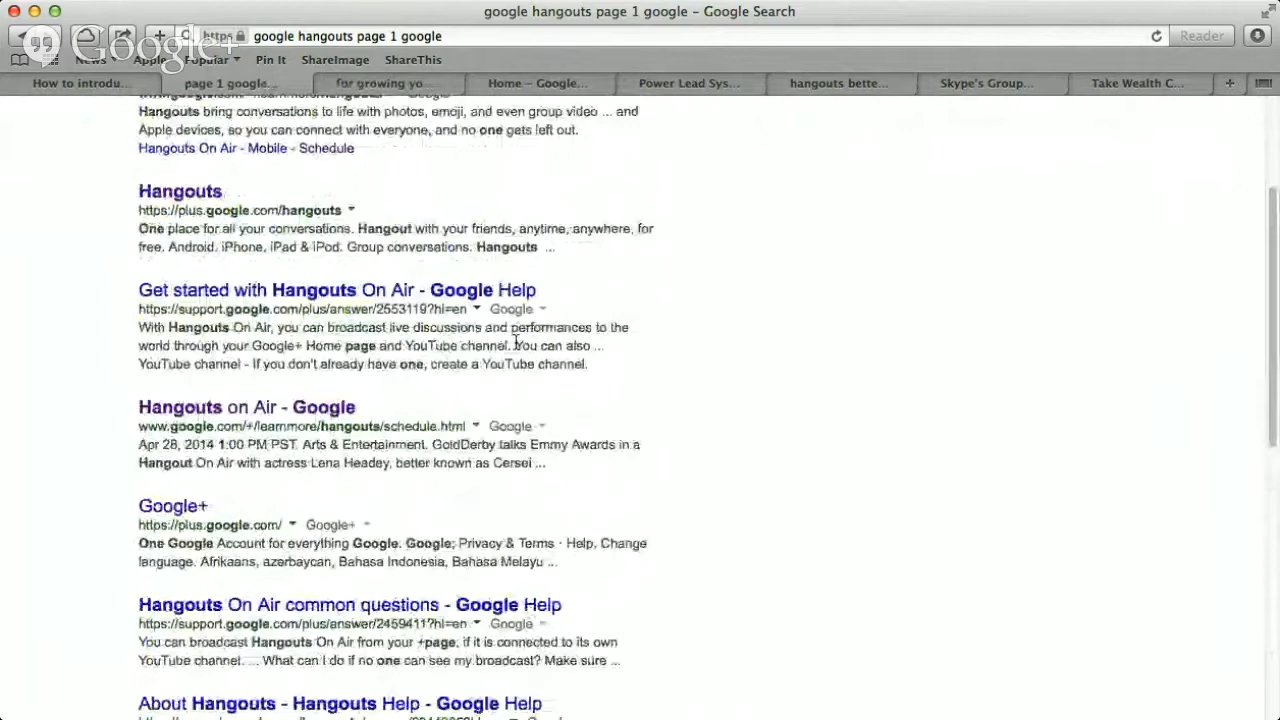 google hangouts page 1 google – Google Search
Google+
https google hangouts page 1 google
Reader
News Apple Popular Pin It ShareImage ShareThis
How to introdu... page 1 google... for growing yo... Home – Google... Power Lead Sys... hangouts bette... Skype's Group... Take Wealth C...
Hangouts bring conversations to life with photos, emoji, and even group video ... and
Apple devices, so you can connect with everyone, and no one gets left out.
Hangouts On Air - Mobile - Schedule
Hangouts
https://plus.google.com/hangouts
One place for all your conversations. Hangout with your friends, anytime, anywhere, for
free. Android, iPhone, iPad & iPod. Group conversations. Hangouts ...
Get started with Hangouts On Air - Google Help
https://support.google.com/plus/answer/2553119?hl=en Google
With Hangouts On Air, you can broadcast live discussions and performances to the
world through your Google+ Home page and YouTube channel. You can also ...
YouTube channel - If you don't already have one, create a YouTube channel.
Hangouts on Air - Google
www.google.com/+/learnmore/hangouts/schedule.html Google
Apr 28, 2014 1:00 PM PST. Arts & Entertainment. GoldDerby talks Emmy Awards in a
Hangout On Air with actress Lena Headey, better known as Cersei ...
Google+
https://plus.google.com/ Google+
One Google Account for everything Google. Google; Privacy & Terms · Help. Change
language. Afrikaans, azərbaycan, Bahasa Indonesia, Bahasa Melayu ...
Hangouts On Air common questions - Google Help
https://support.google.com/plus/answer/2459411?hl=en Google
You can broadcast Hangouts On Air from your +page, if it is connected to its own
YouTube channel. ... What can I do if no one can see my broadcast? Make sure ...
About Hangouts - Hangouts Help - Google Help